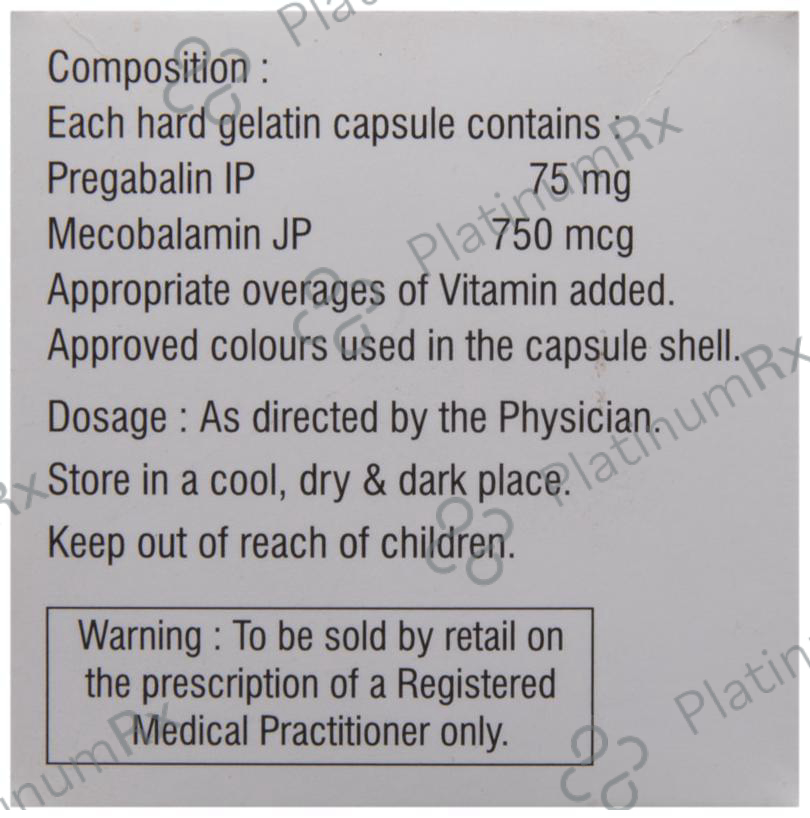 Composition :
Each hard gelatin capsule contains :
Pregabalin IP 75 mg
Mecobalamin JP 750 mcg
Appropriate overages of Vitamin added.
Approved colours used in the capsule shell.
Dosage : As directed by the Physician.
Store in a cool, dry & dark place.
Keep out of reach of children.
Warning : To be sold by retail on
the prescription of a Registered
Medical Practitioner only.
PlatinumRx
PlatinumRx